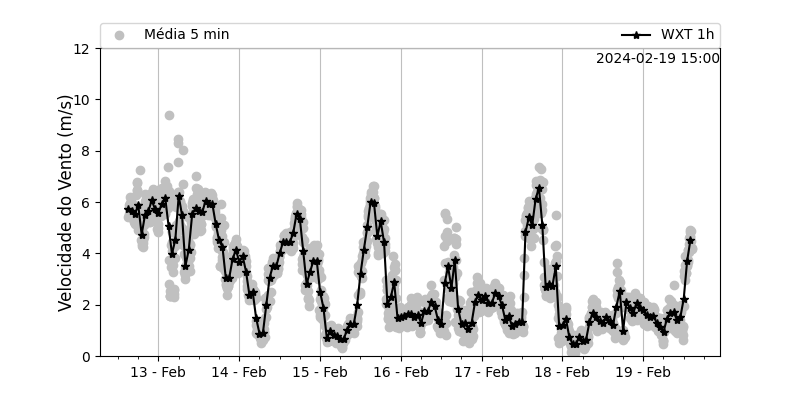 Média 5 min
WXT 1h
2024-02-19 15:00
Velocidade do Vento (m/s)
12
10
8
6
4
2
0
13 - Feb
14 - Feb
15 - Feb
16 - Feb
17 - Feb
18 - Feb
19 - Feb